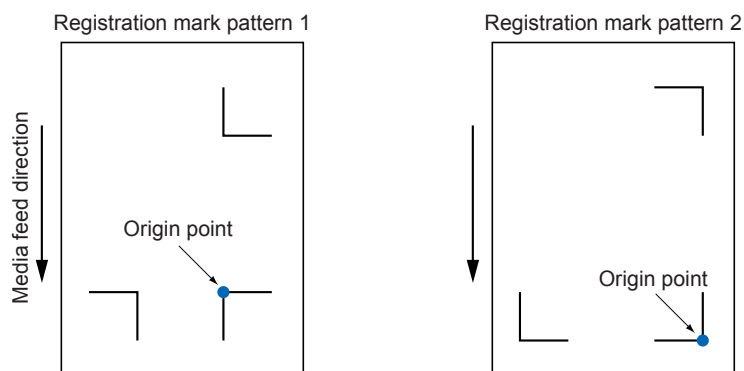 Registration mark pattern 1
Registration mark pattern 2
Media feed direction
Origin point
Origin point